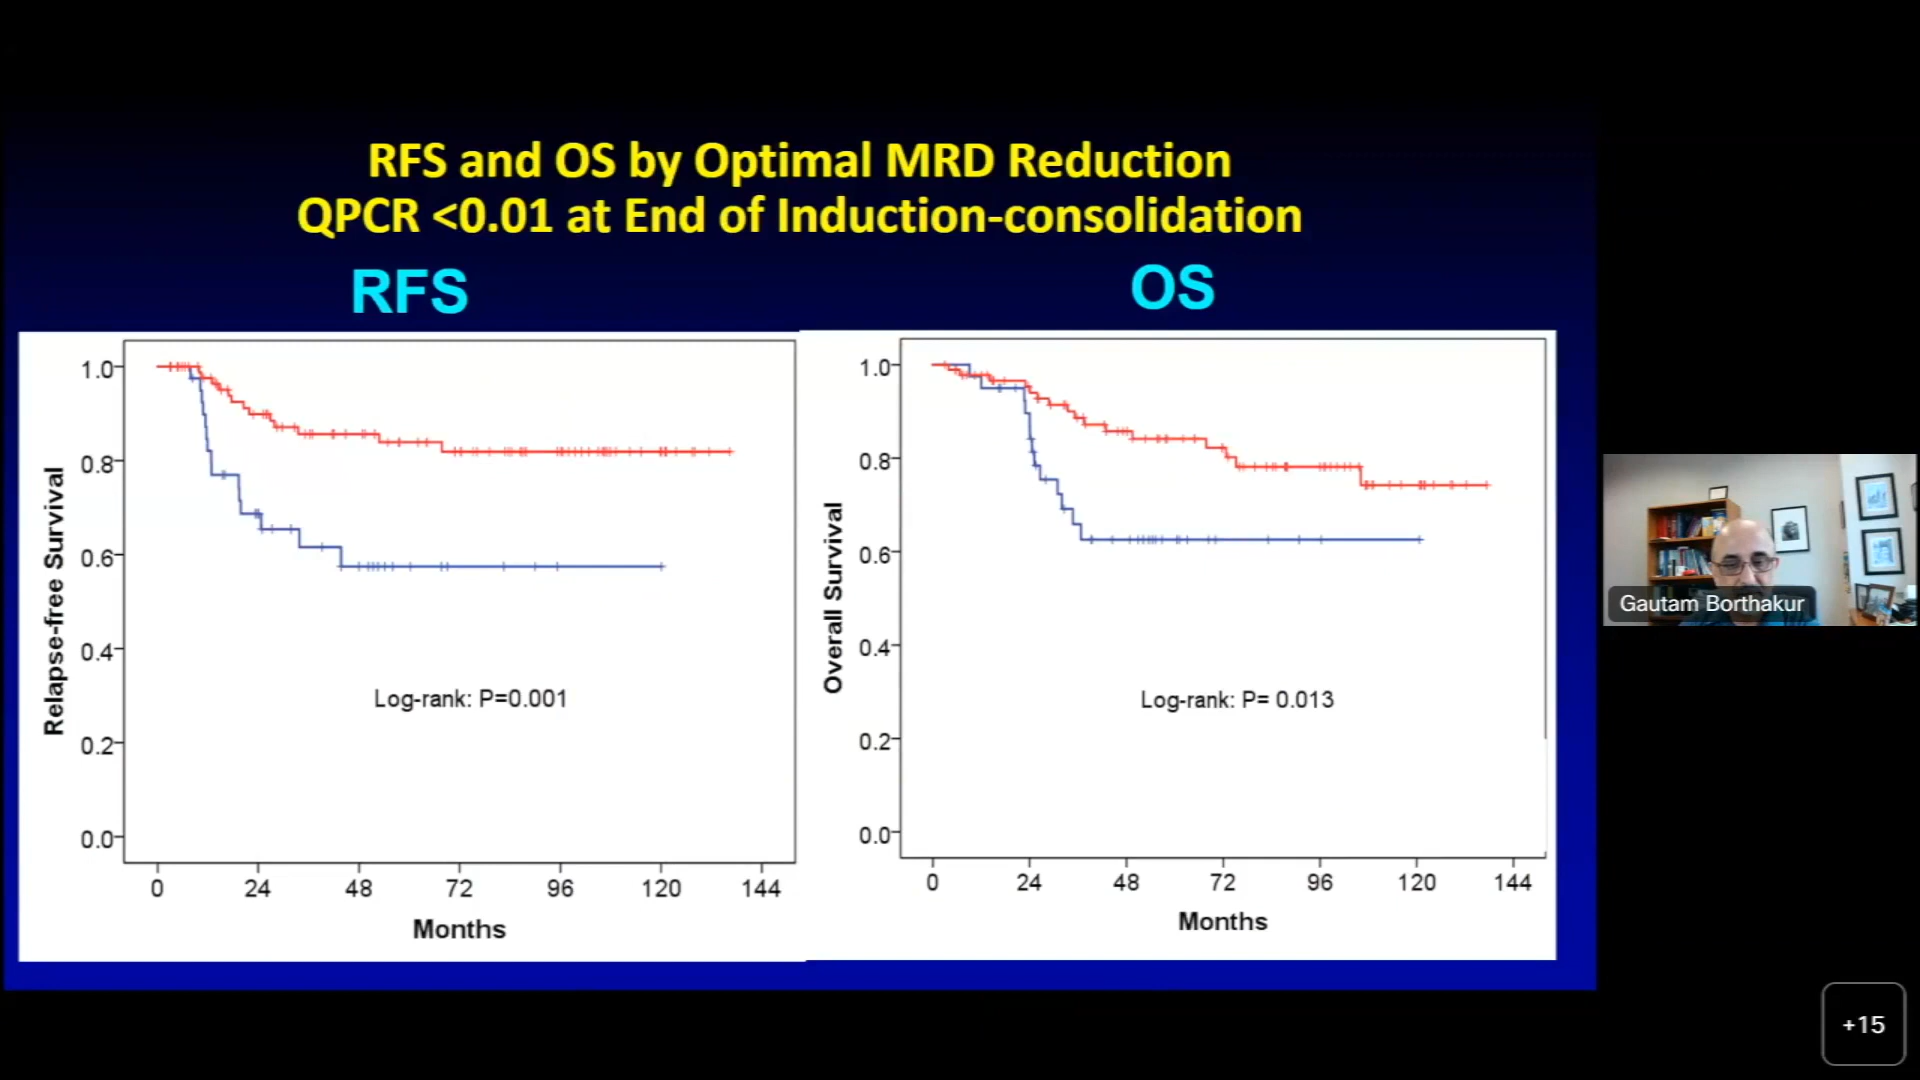 RFS and OS by Optimal MRD Reduction
QPCR <0.01 at End of Induction-consolidation
RFS
OS
Relapse-free Survival
1.0
0.8
0.6
0.4
0.2
0.0
Log-rank: P=0.001
0 24 48 72 96 120 144
Months
Overall Survival
1.0
0.8
0.6
0.4
0.2
0.0
Log-rank: P= 0.013
0 24 48 72 96 120 144
Months
Gautam Borthakur
+15